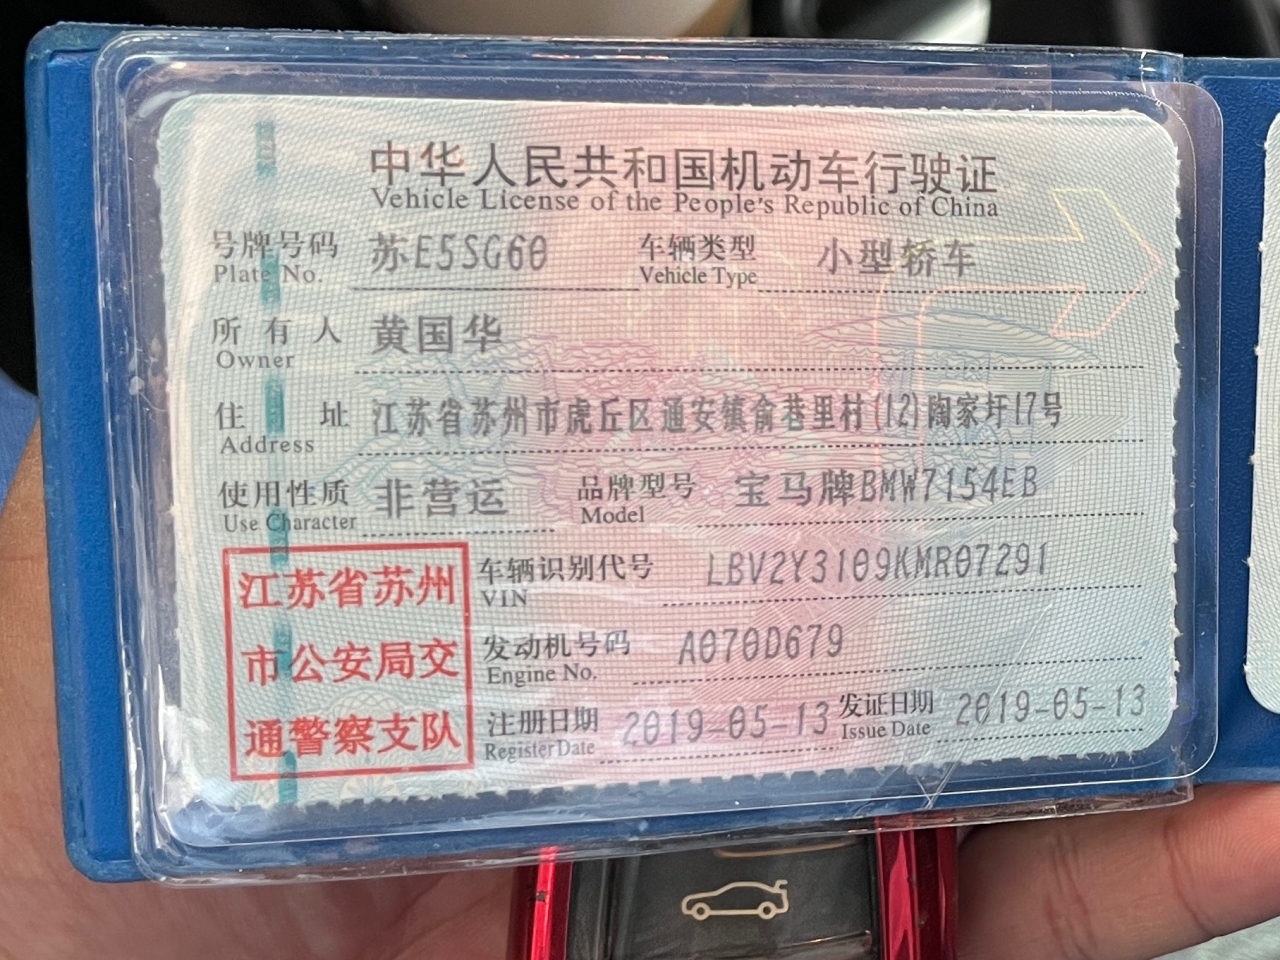 中华人民共和国机动车行驶证
Vehicle License of the People's Republic of China
号牌号码 苏E5SG60 车辆类型 小型轿车
Plate No. Vehicle Type
所有人 黄国华
Owner
住址 江苏省苏州市虎丘区通安镇俞巷里村(12)陶家圩17号
Address
使用性质 非营运 品牌型号 宝马牌BMW7154EB
Use Character Model
江苏省苏州
市公安局交
通警察支队
车辆识别代号 LBV2Y3109KMR07291
VIN
发动机号码 A070D679
Engine No.
注册日期 2019-05-13 发证日期 2019-05-13
Register Date Issue Date